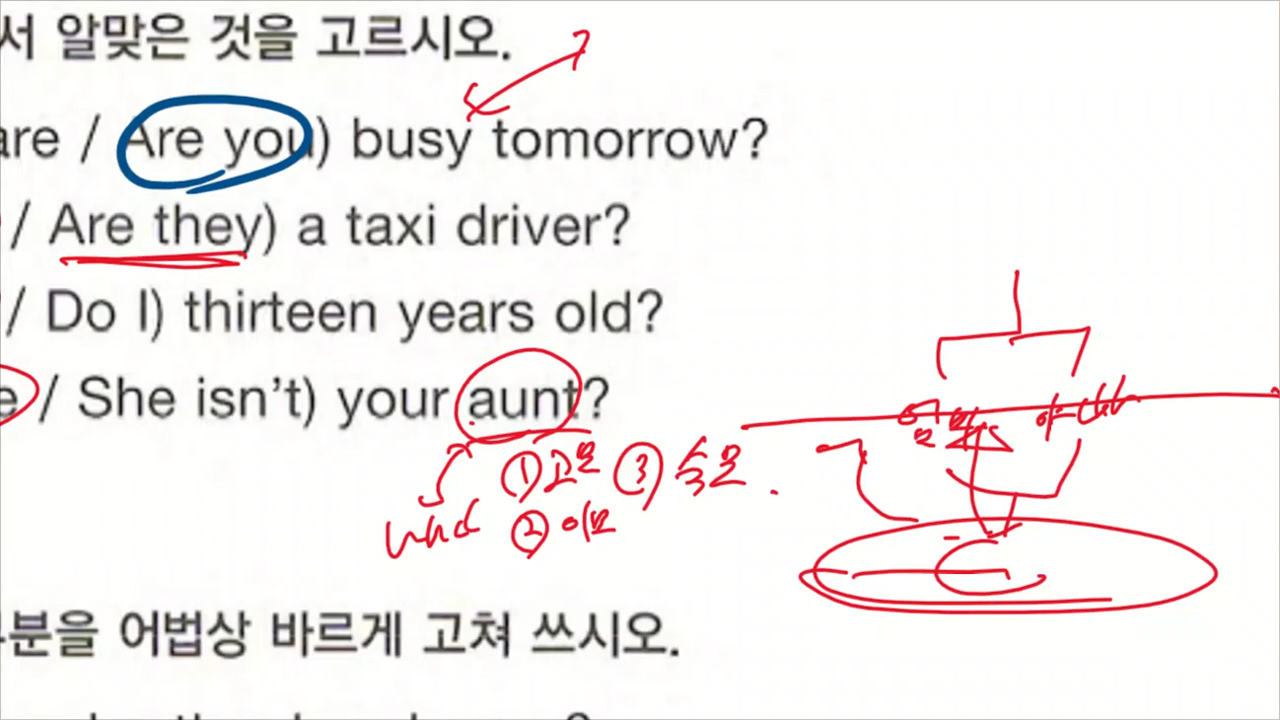 서 알맞은 것을 고르시오.
are / Are you) busy tomorrow?
/ Are they) a taxi driver?
/ Do I) thirteen years old?
e / She isn't) your aunt?
① 고모 ③ 숙모
② 이모
분을 어법상 바르게 고쳐 쓰시오.